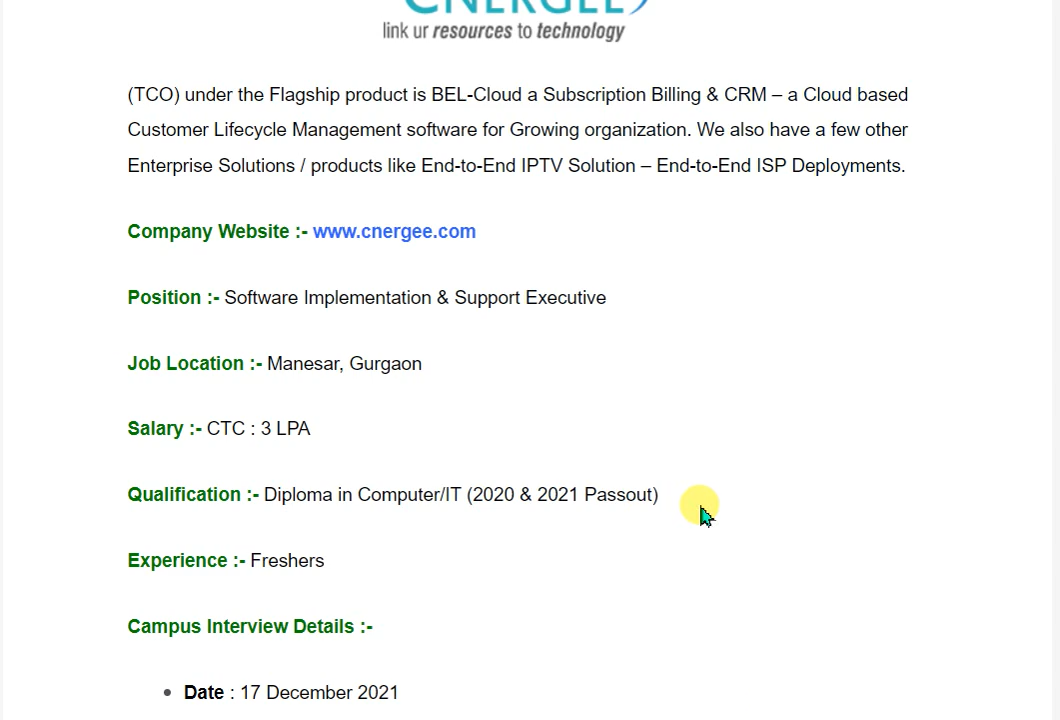 CNERGEE
link ur resources to technology
(TCO) under the Flagship product is BEL-Cloud a Subscription Billing & CRM – a Cloud based
Customer Lifecycle Management software for Growing organization. We also have a few other
Enterprise Solutions / products like End-to-End IPTV Solution – End-to-End ISP Deployments.
Company Website :- www.cnergee.com
Position :- Software Implementation & Support Executive
Job Location :- Manesar, Gurgaon
Salary :- CTC : 3 LPA
Qualification :- Diploma in Computer/IT (2020 & 2021 Passout)
Experience :- Freshers
Campus Interview Details :-
• Date : 17 December 2021